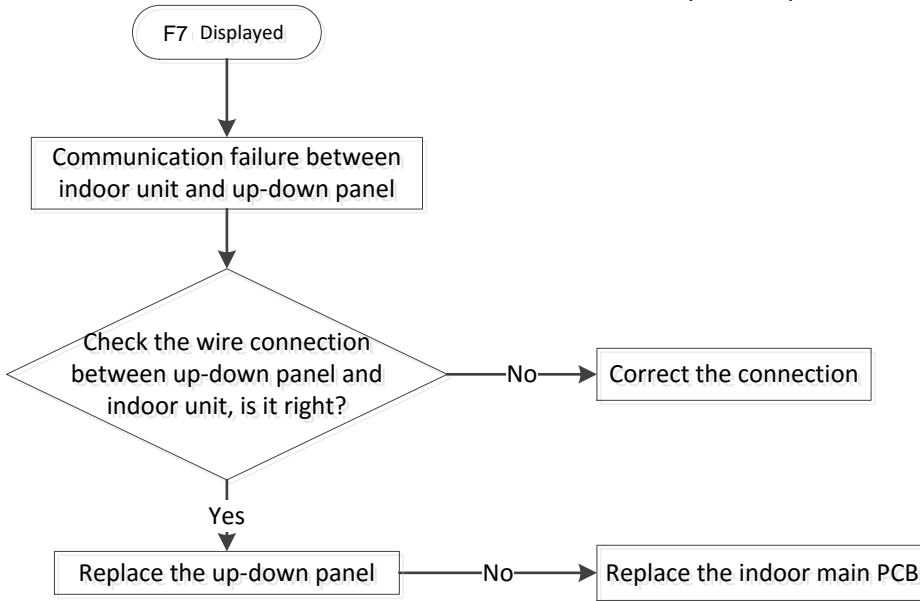 F7 Displayed
Communication failure between
indoor unit and up-down panel
Check the wire connection
between up-down panel and
indoor unit, is it right?
No
Correct the connection
Yes
Replace the up-down panel
No
Replace the indoor main PCB